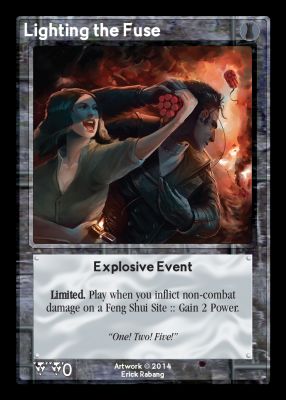 Lighting the Fuse
Explosive Event
Limited. Play when you inflict non-combat
damage on a Feng Shui Site :: Gain 2 Power.
"One! Two! Five!"
Artwork © 2014
Erick Rabang
0